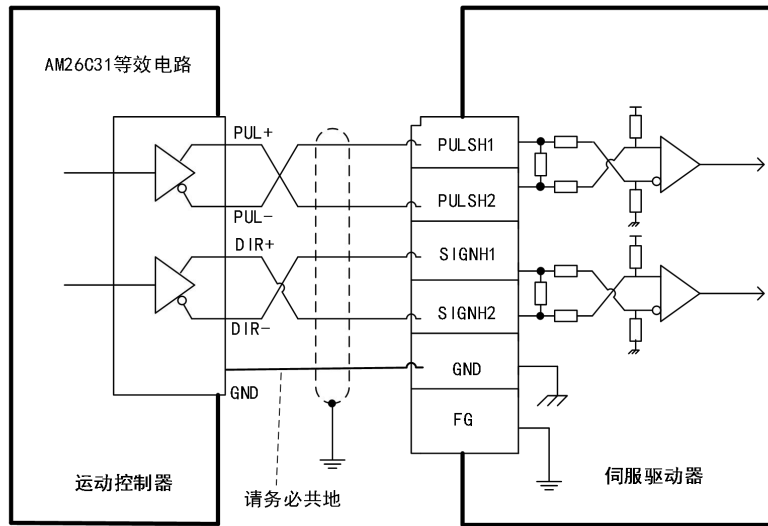 AM26C31等效电路
PUL+
PUL-
DIR+
DIR-
GND
PULSH1
PULSH2
SIGNH1
SIGNH2
GND
FG
运动控制器
请务必共地
伺服驱动器